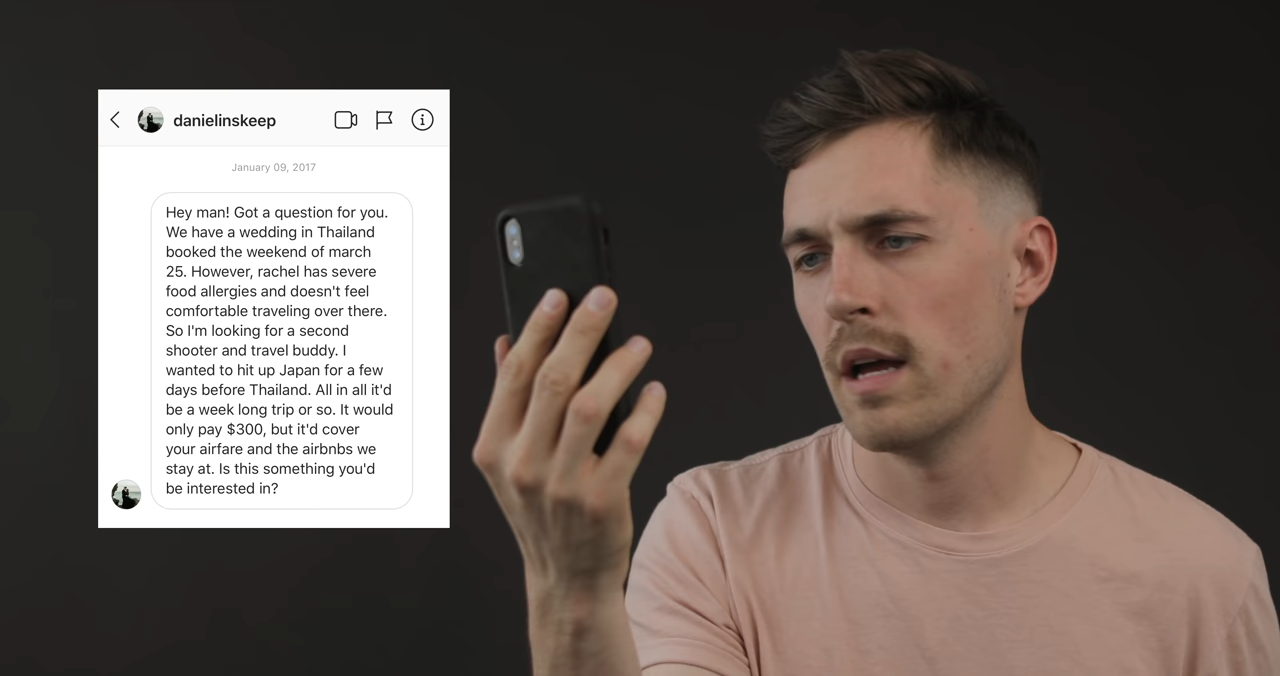 danielinskeep
January 09, 2017
Hey man! Got a question for you.
We have a wedding in Thailand
booked the weekend of march
25. However, rachel has severe
food allergies and doesn't feel
comfortable traveling over there.
So I'm looking for a second
shooter and travel buddy. I
wanted to hit up Japan for a few
days before Thailand. All in all it'd
be a week long trip or so. It would
only pay $300, but it'd cover
your airfare and the airbnbs we
stay at. Is this something you'd
be interested in?